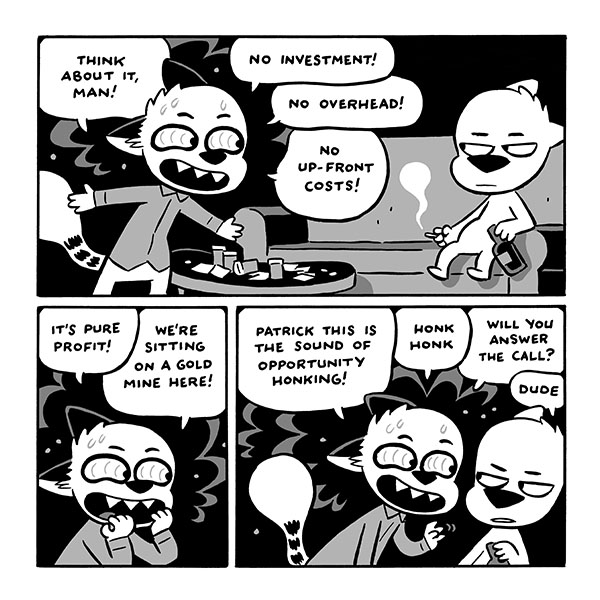 THINK
ABOUT IT,
MAN!
NO INVESTMENT!
NO OVERHEAD!
NO
UP-FRONT
COSTS!
IT'S PURE
PROFIT!
WE'RE
SITTING
ON A GOLD
MINE HERE!
PATRICK THIS IS
THE SOUND OF
OPPORTUNITY
HONKING!
HONK
HONK
WILL YOU
ANSWER
THE CALL?
DUDE